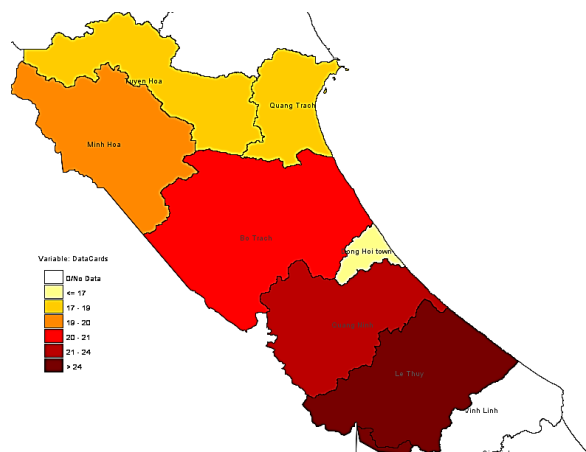 Tuyen Hoa
Quang Trach
Minh Hoa
Bo Trach
Dong Hoi town
Variable: DataCards
0/No Data
<= 17
17 - 19
19 - 20
20 - 21
21 - 24
> 24
Le Thuy
Vinh Linh